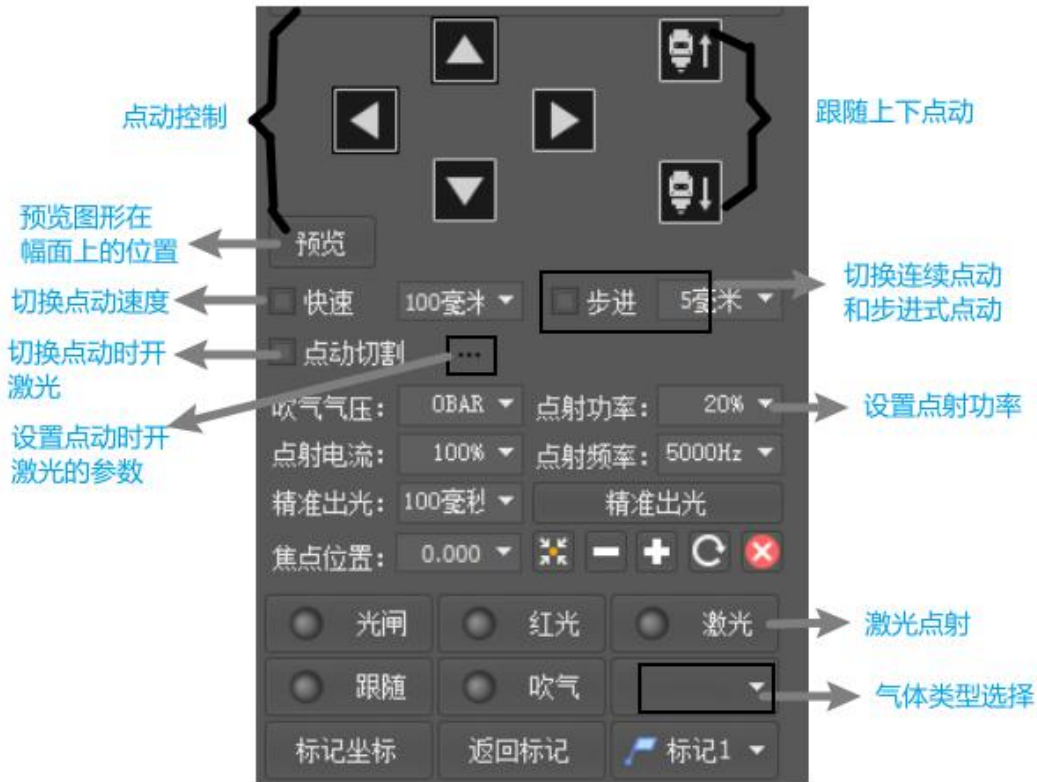 点动控制
跟随上下点动
预览图形在
幅面上的位置
预览
切换连续点动
和步进式点动
切换点动速度
快速
100毫米
步进
5毫米
切换点动时开
激光
点动切割
...
设置点动时开
激光的参数
吹气气压:
0BAR
点射功率:
20%
设置点射功率
点射电流:
100%
点射频率:
5000Hz
精准出光:
100毫秒
精准出光
焦点位置:
0.000
光闸
红光
激光
激光点射
跟随
吹气
气体类型选择
标记坐标
返回标记
标记1